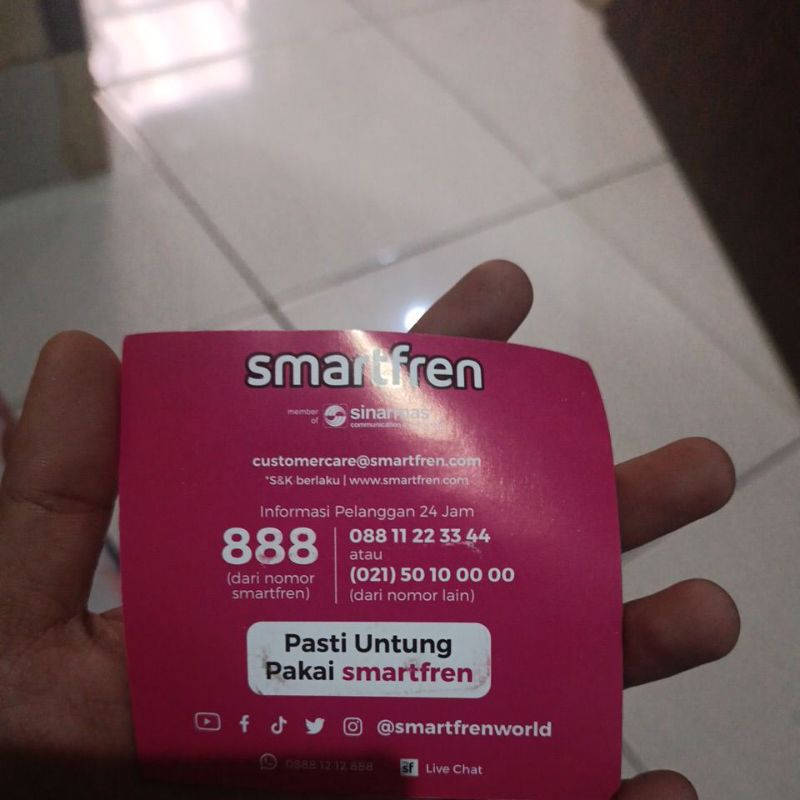 smartfren
member of sinarmas
communication
customercare@smartfren.com
*S&K berlaku | www.smartfren.com
Informasi Pelanggan 24 Jam
888
(dari nomor
smartfren)
088 11 22 33 44
atau
(021) 50 10 00 00
(dari nomor lain)
Pasti Untung
Pakai smartfren
@smartfrenworld
0888 12 12 888
sf Live Chat